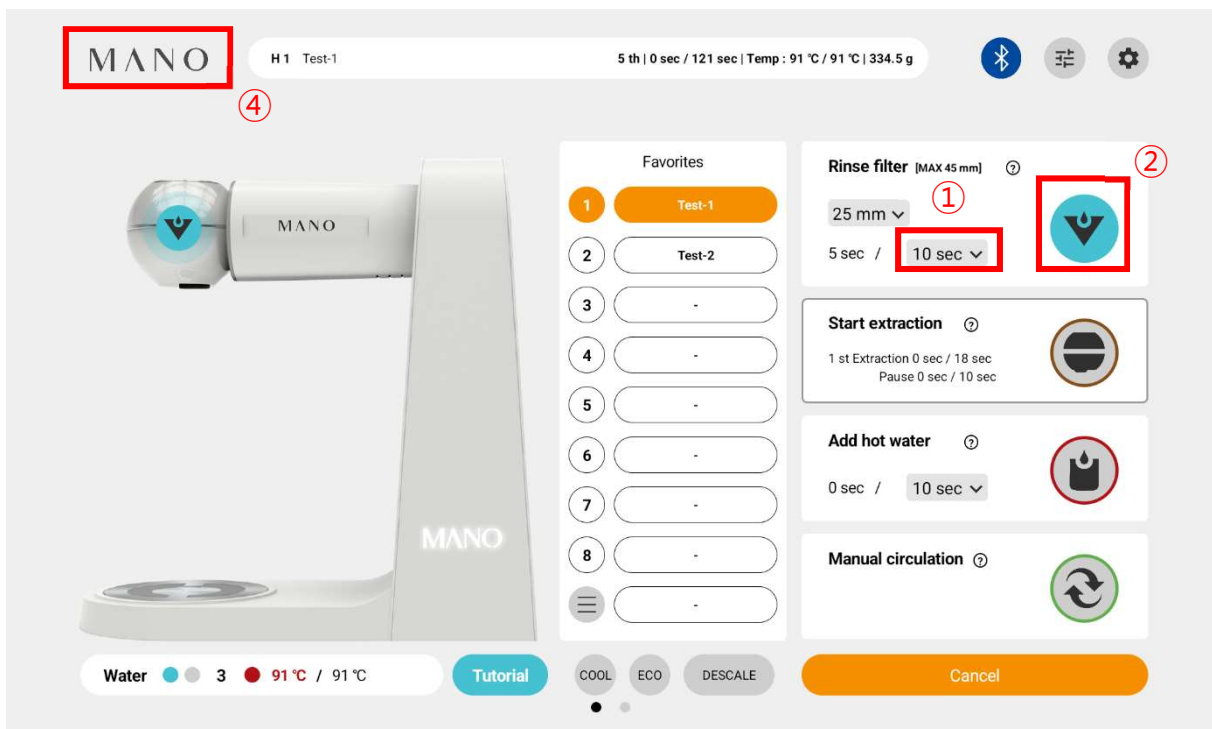 MANO
H 1 Test-1
5 th | 0 sec / 121 sec | Temp : 91 ℃ / 91 ℃ | 334.5 g
④
MANO
MANO
Favorites
1 Test-1
2 Test-2
3 -
4 -
5 -
6 -
7 -
8 -
-
Rinse filter [MAX 45 mm] ?
②
25 mm
①
5 sec / 10 sec
Start extraction ?
1 st Extraction 0 sec / 18 sec
Pause 0 sec / 10 sec
Add hot water ?
0 sec / 10 sec
Manual circulation ?
Water 3 91 ℃ / 91 ℃
Tutorial
COOL
ECO
DESCALE
Cancel